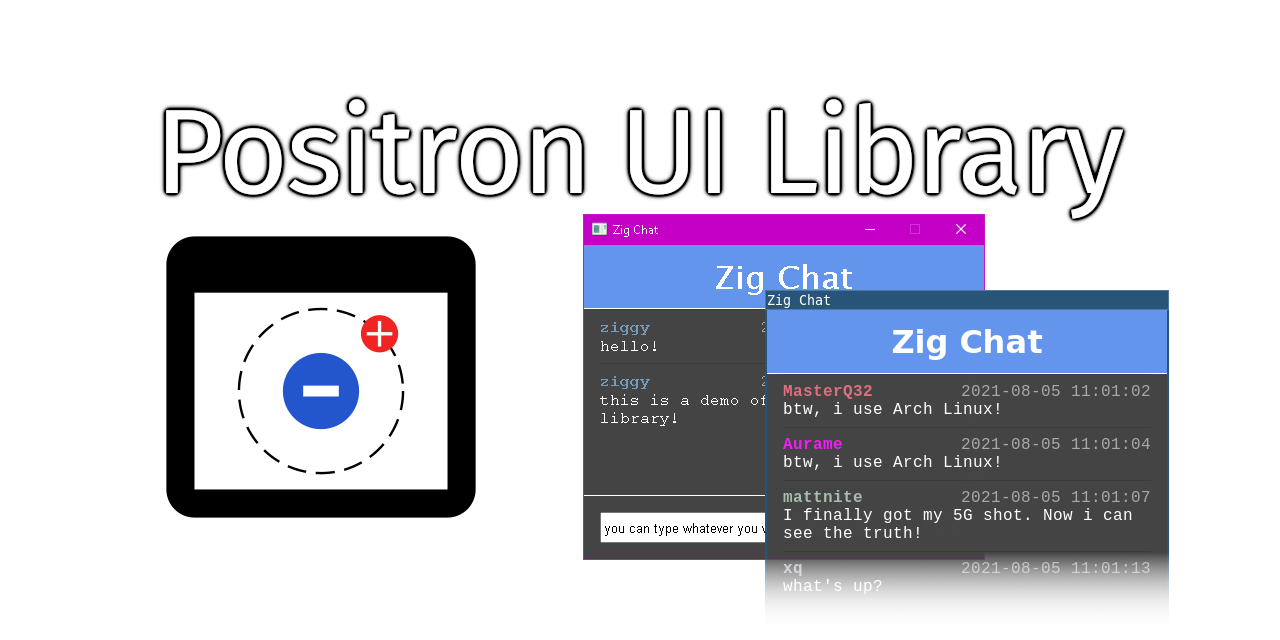 Positron UI Library
Zig Chat
Zig Chat
ziggy
hello!
ziggy
this is a demo of
library!
you can type whatever you
Zig Chat
Zig Chat
MasterQ32 2021-08-05 11:01:02
btw, i use Arch Linux!
Aurame 2021-08-05 11:01:04
btw, i use Arch Linux!
mattnite 2021-08-05 11:01:07
I finally got my 5G shot. Now i can
see the truth!
xq 2021-08-05 11:01:13
what's up?